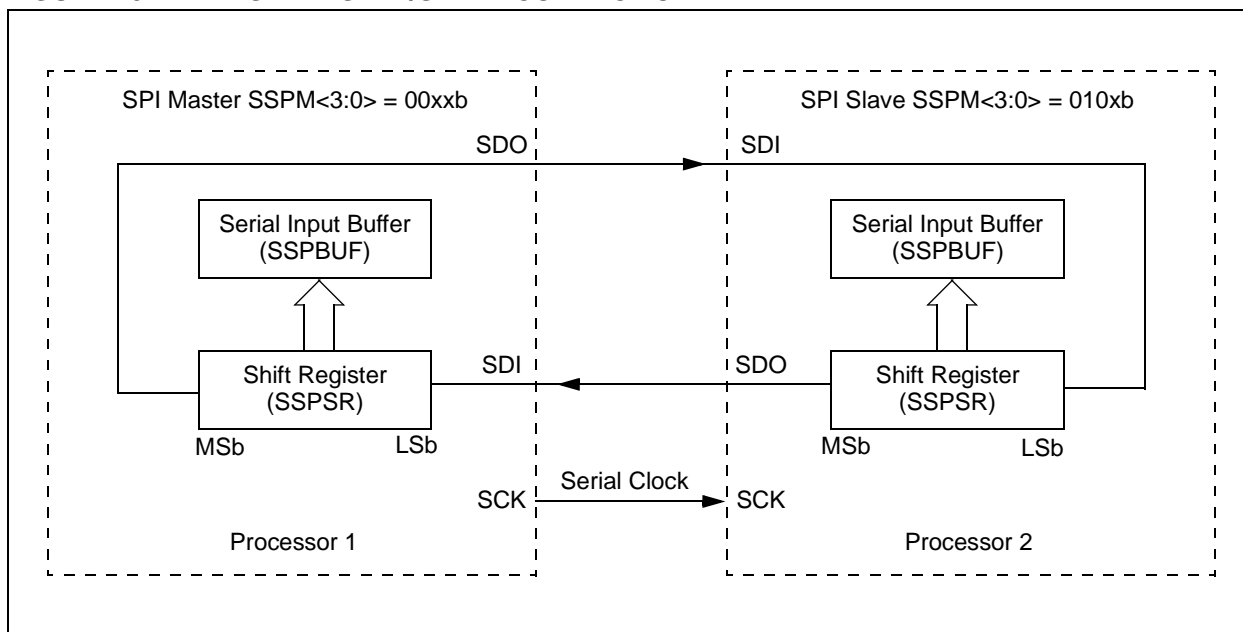 SPI Master SSPM<3:0> = 00xxb
SPI Slave SSPM<3:0> = 010xb
SDO
SDI
Serial Input Buffer
(SSPBUF)
Serial Input Buffer
(SSPBUF)
SDI
SDO
Shift Register
(SSPSR)
Shift Register
(SSPSR)
MSb
LSb
MSb
LSb
Serial Clock
SCK
SCK
Processor 1
Processor 2